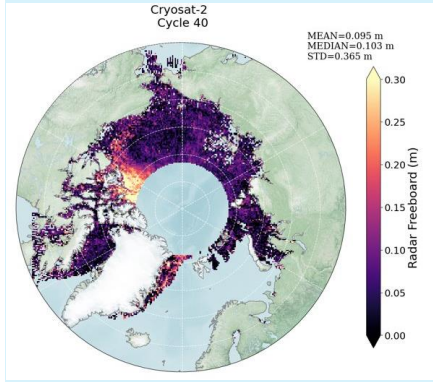 Cryosat-2
Cycle 40
MEAN=0.095 m
MEDIAN=0.103 m
STD=0.365 m
0.30
0.25
0.20
0.15
0.10
0.05
0.00
Radar Freeboard (m)